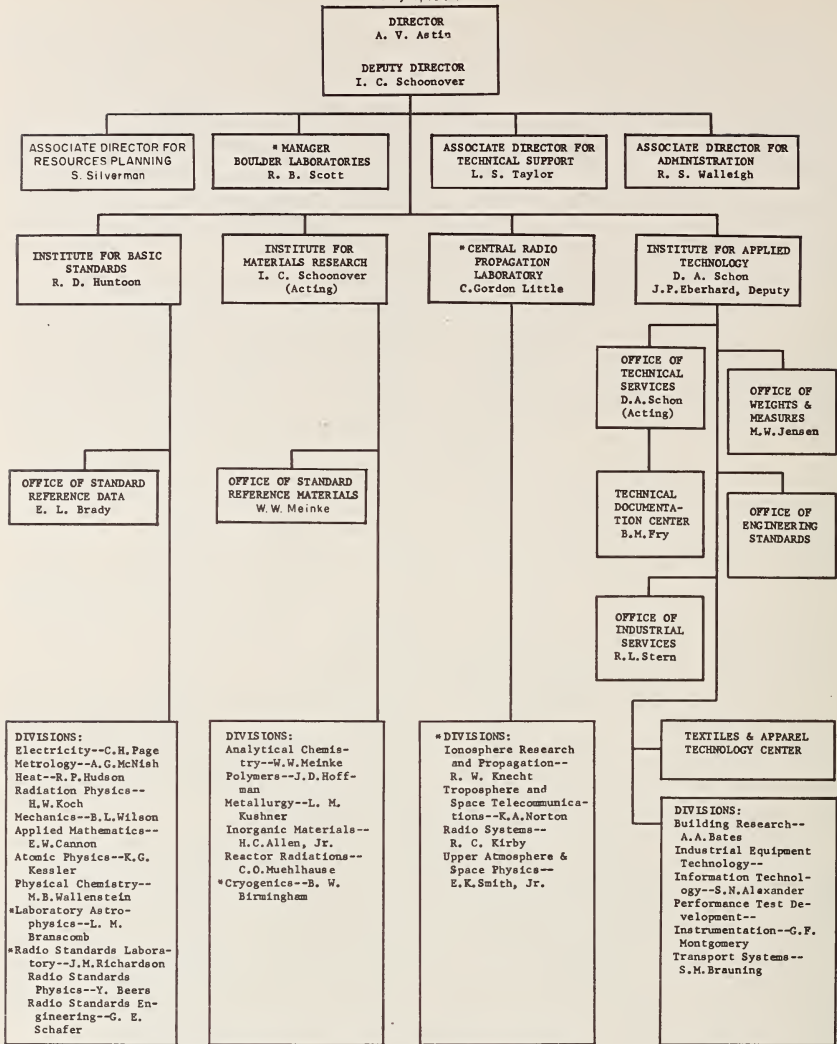 DIRECTOR
A. V. Astin
DEPUTY DIRECTOR
I. C. Schoonover
ASSOCIATE DIRECTOR FOR
RESOURCES PLANNING
S. Silverman
* MANAGER
BOULDER LABORATORIES
R. B. Scott
ASSOCIATE DIRECTOR FOR
TECHNICAL SUPPORT
L. S. Taylor
ASSOCIATE DIRECTOR FOR
ADMINISTRATION
R. S. Walleigh
INSTITUTE FOR BASIC
STANDARDS
R. D. Huntoon
INSTITUTE FOR
MATERIALS RESEARCH
I. C. Schoonover
(Acting)
* CENTRAL RADIO
PROPAGATION
LABORATORY
C.Gordon Little
INSTITUTE FOR APPLIED
TECHNOLOGY
D. A. Schon
J.P.Eberhard, Deputy
OFFICE OF
TECHNICAL
SERVICES
D.A.Schon
(Acting)
OFFICE OF
WEIGHTS &
MEASURES
M.W.Jensen
OFFICE OF STANDARD
REFERENCE DATA
E. L. Brady
OFFICE OF STANDARD
REFERENCE MATERIALS
W. W. Meinke
TECHNICAL
DOCUMENTA-
TION CENTER
B.M.Fry
OFFICE OF
ENGINEERING
STANDARDS
OFFICE OF
INDUSTRIAL
SERVICES
R.L.Stern
DIVISIONS:
Electricity--C.H.Page
Metrology--A.G.McNish
Heat--R.P.Hudson
Radiation Physics--
H.W.Koch
Mechanics--B.L.Wilson
Applied Mathematics--
E.W.Cannon
Atomic Physics--K.G.
Kessler
Physical Chemistry--
M.B.Wallenstein
*Laboratory Astro-
physics--L. M.
Branscomb
*Radio Standards Labora-
tory--J.M.Richardson
Radio Standards
Physics--Y. Beers
Radio Standards En-
gineering--G. E.
Schafer
DIVISIONS:
Analytical Chemis-
try--W.W.Meinke
Polymers--J.D.Hoff-
man
Metallurgy--L. M.
Kushner
Inorganic Materials--
H.C.Allen, Jr.
Reactor Radiations--
C.O.Muehlhause
*Cryogenics--B. W.
Birmingham
*DIVISIONS:
Ionosphere Research
and Propagation--
R. W. Knecht
Troposphere and
Space Telecommunica-
tions--K.A.Norton
Radio Systems--
R. C. Kirby
Upper Atmosphere &
Space Physics--
E.K.Smith, Jr.
TEXTILES & APPAREL
TECHNOLOGY CENTER
DIVISIONS:
Building Research--
A.A.Bates
Industrial Equipment
Technology--
Information Technol-
ogy--S.N.Alexander
Performance Test De-
velopment--
Instrumentation--G.F.
Montgomery
Transport Systems--
S.M.Brauning